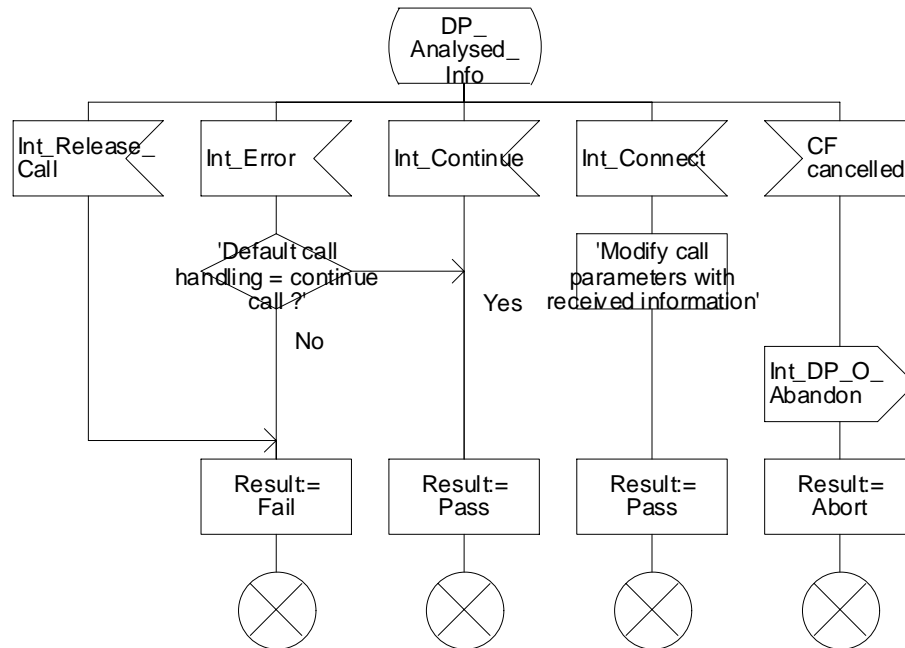 DP_
Analysed_
Info
Int_Release_
Call
Int_Error
Int_Continue
Int_Connect
CF
cancelled
'Default call
handling = continue
call ?'
'Modify call
parameters with
received information'
Yes
No
Int_DP_O_
Abandon
Result:=
Fail
Result:=
Pass
Result:=
Pass
Result:=
Abort